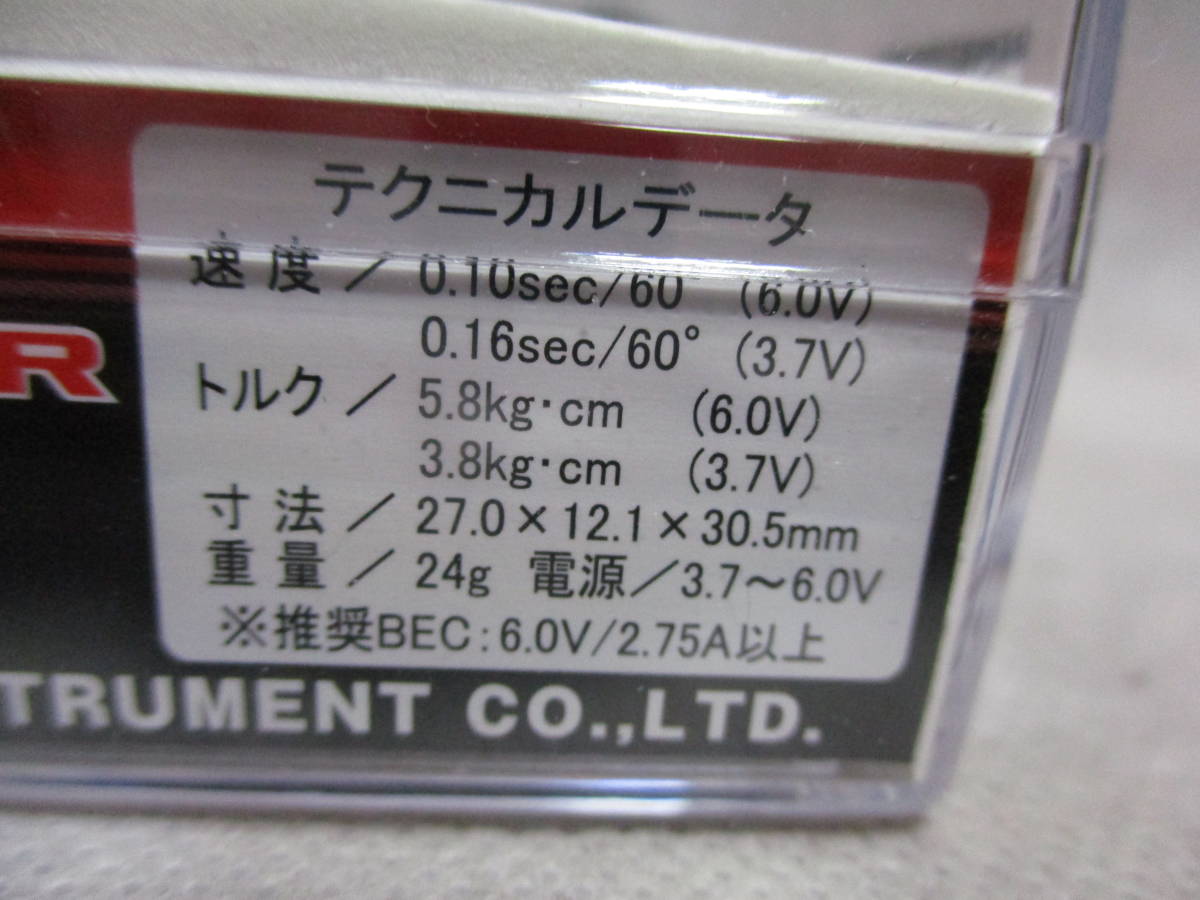 テクニカルデータ
速度／ 0.10sec/60° (6.0V)
0.16sec/60° (3.7V)
トルク／ 5.8kg・cm (6.0V)
3.8kg・cm (3.7V)
寸法／27.0×12.1×30.5mm
重量／24g 電源／3.7～6.0V
※推奨BEC:6.0V/2.75A以上
R
STRUMENT CO.,LTD.